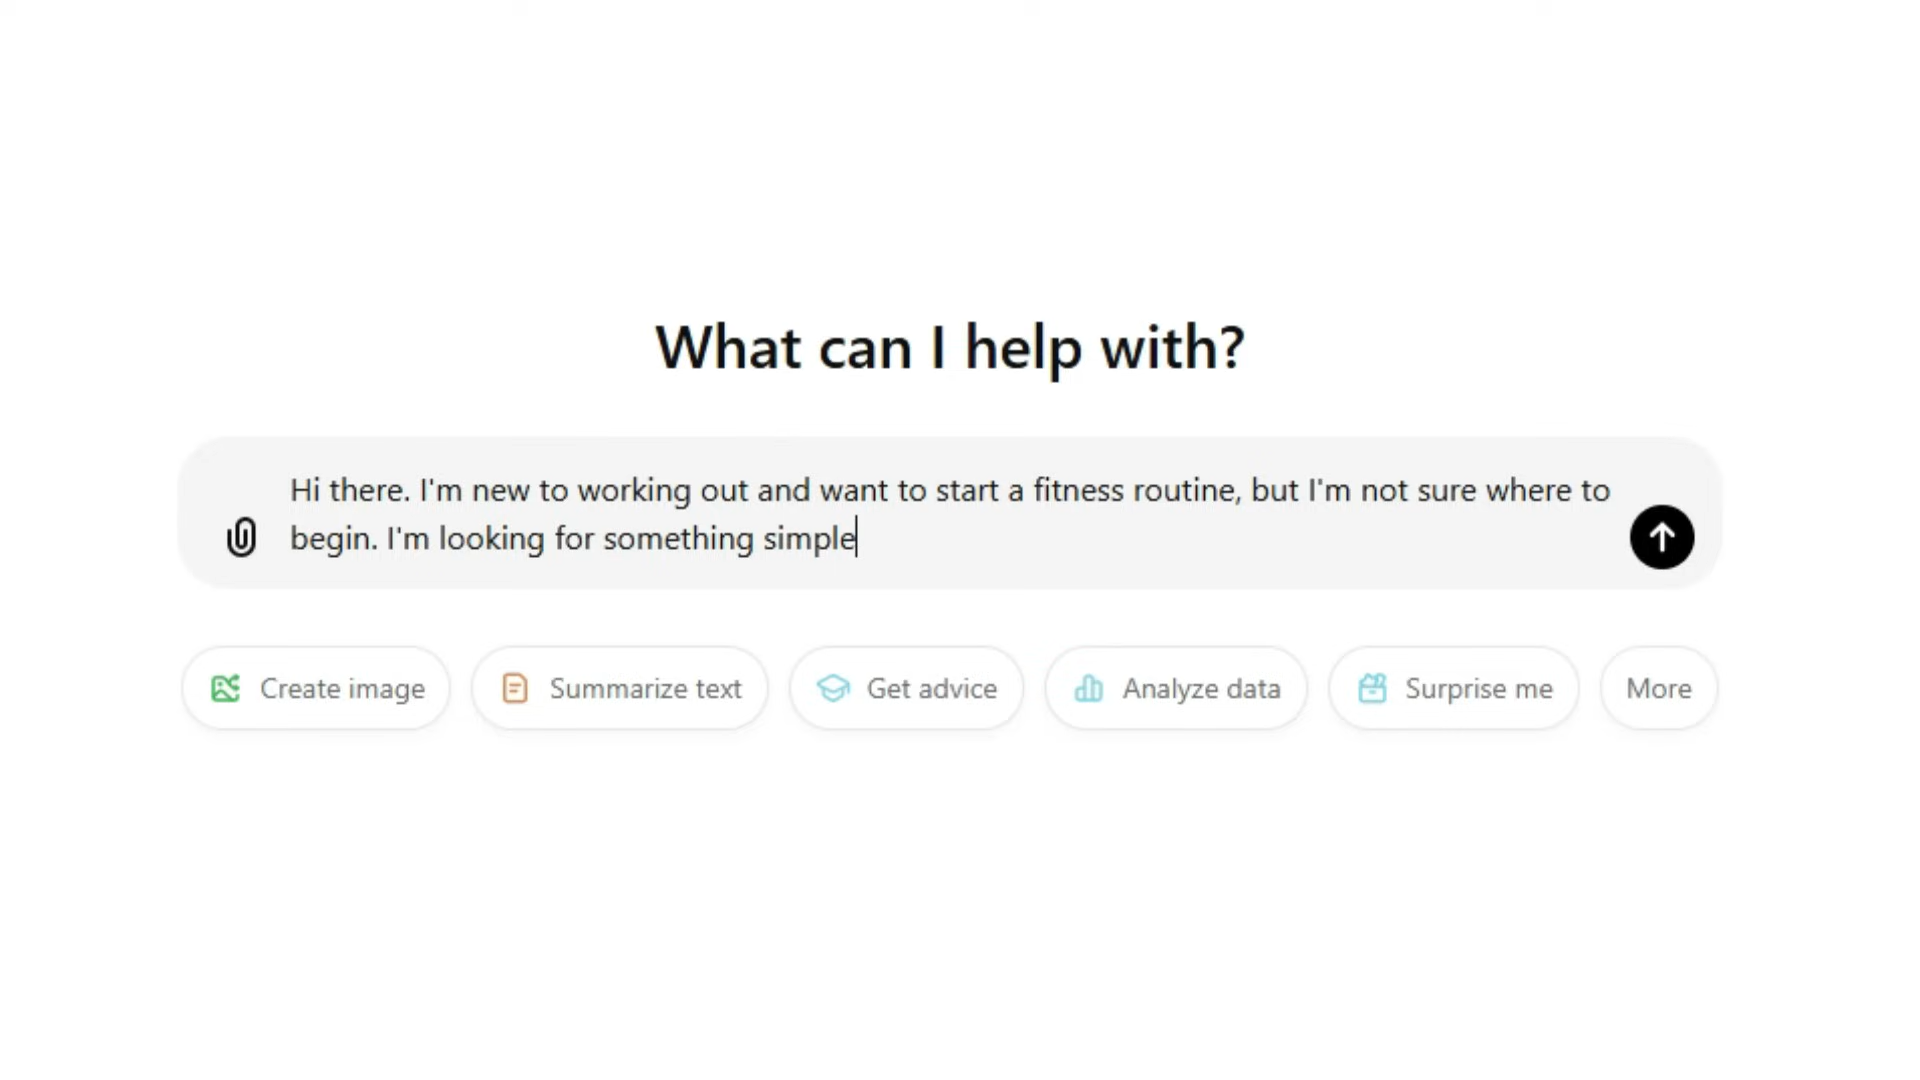 What can I help with?
Hi there. I'm new to working out and want to start a fitness routine, but I'm not sure where to
begin. I'm looking for something simple
Create image
Summarize text
Get advice
Analyze data
Surprise me
More